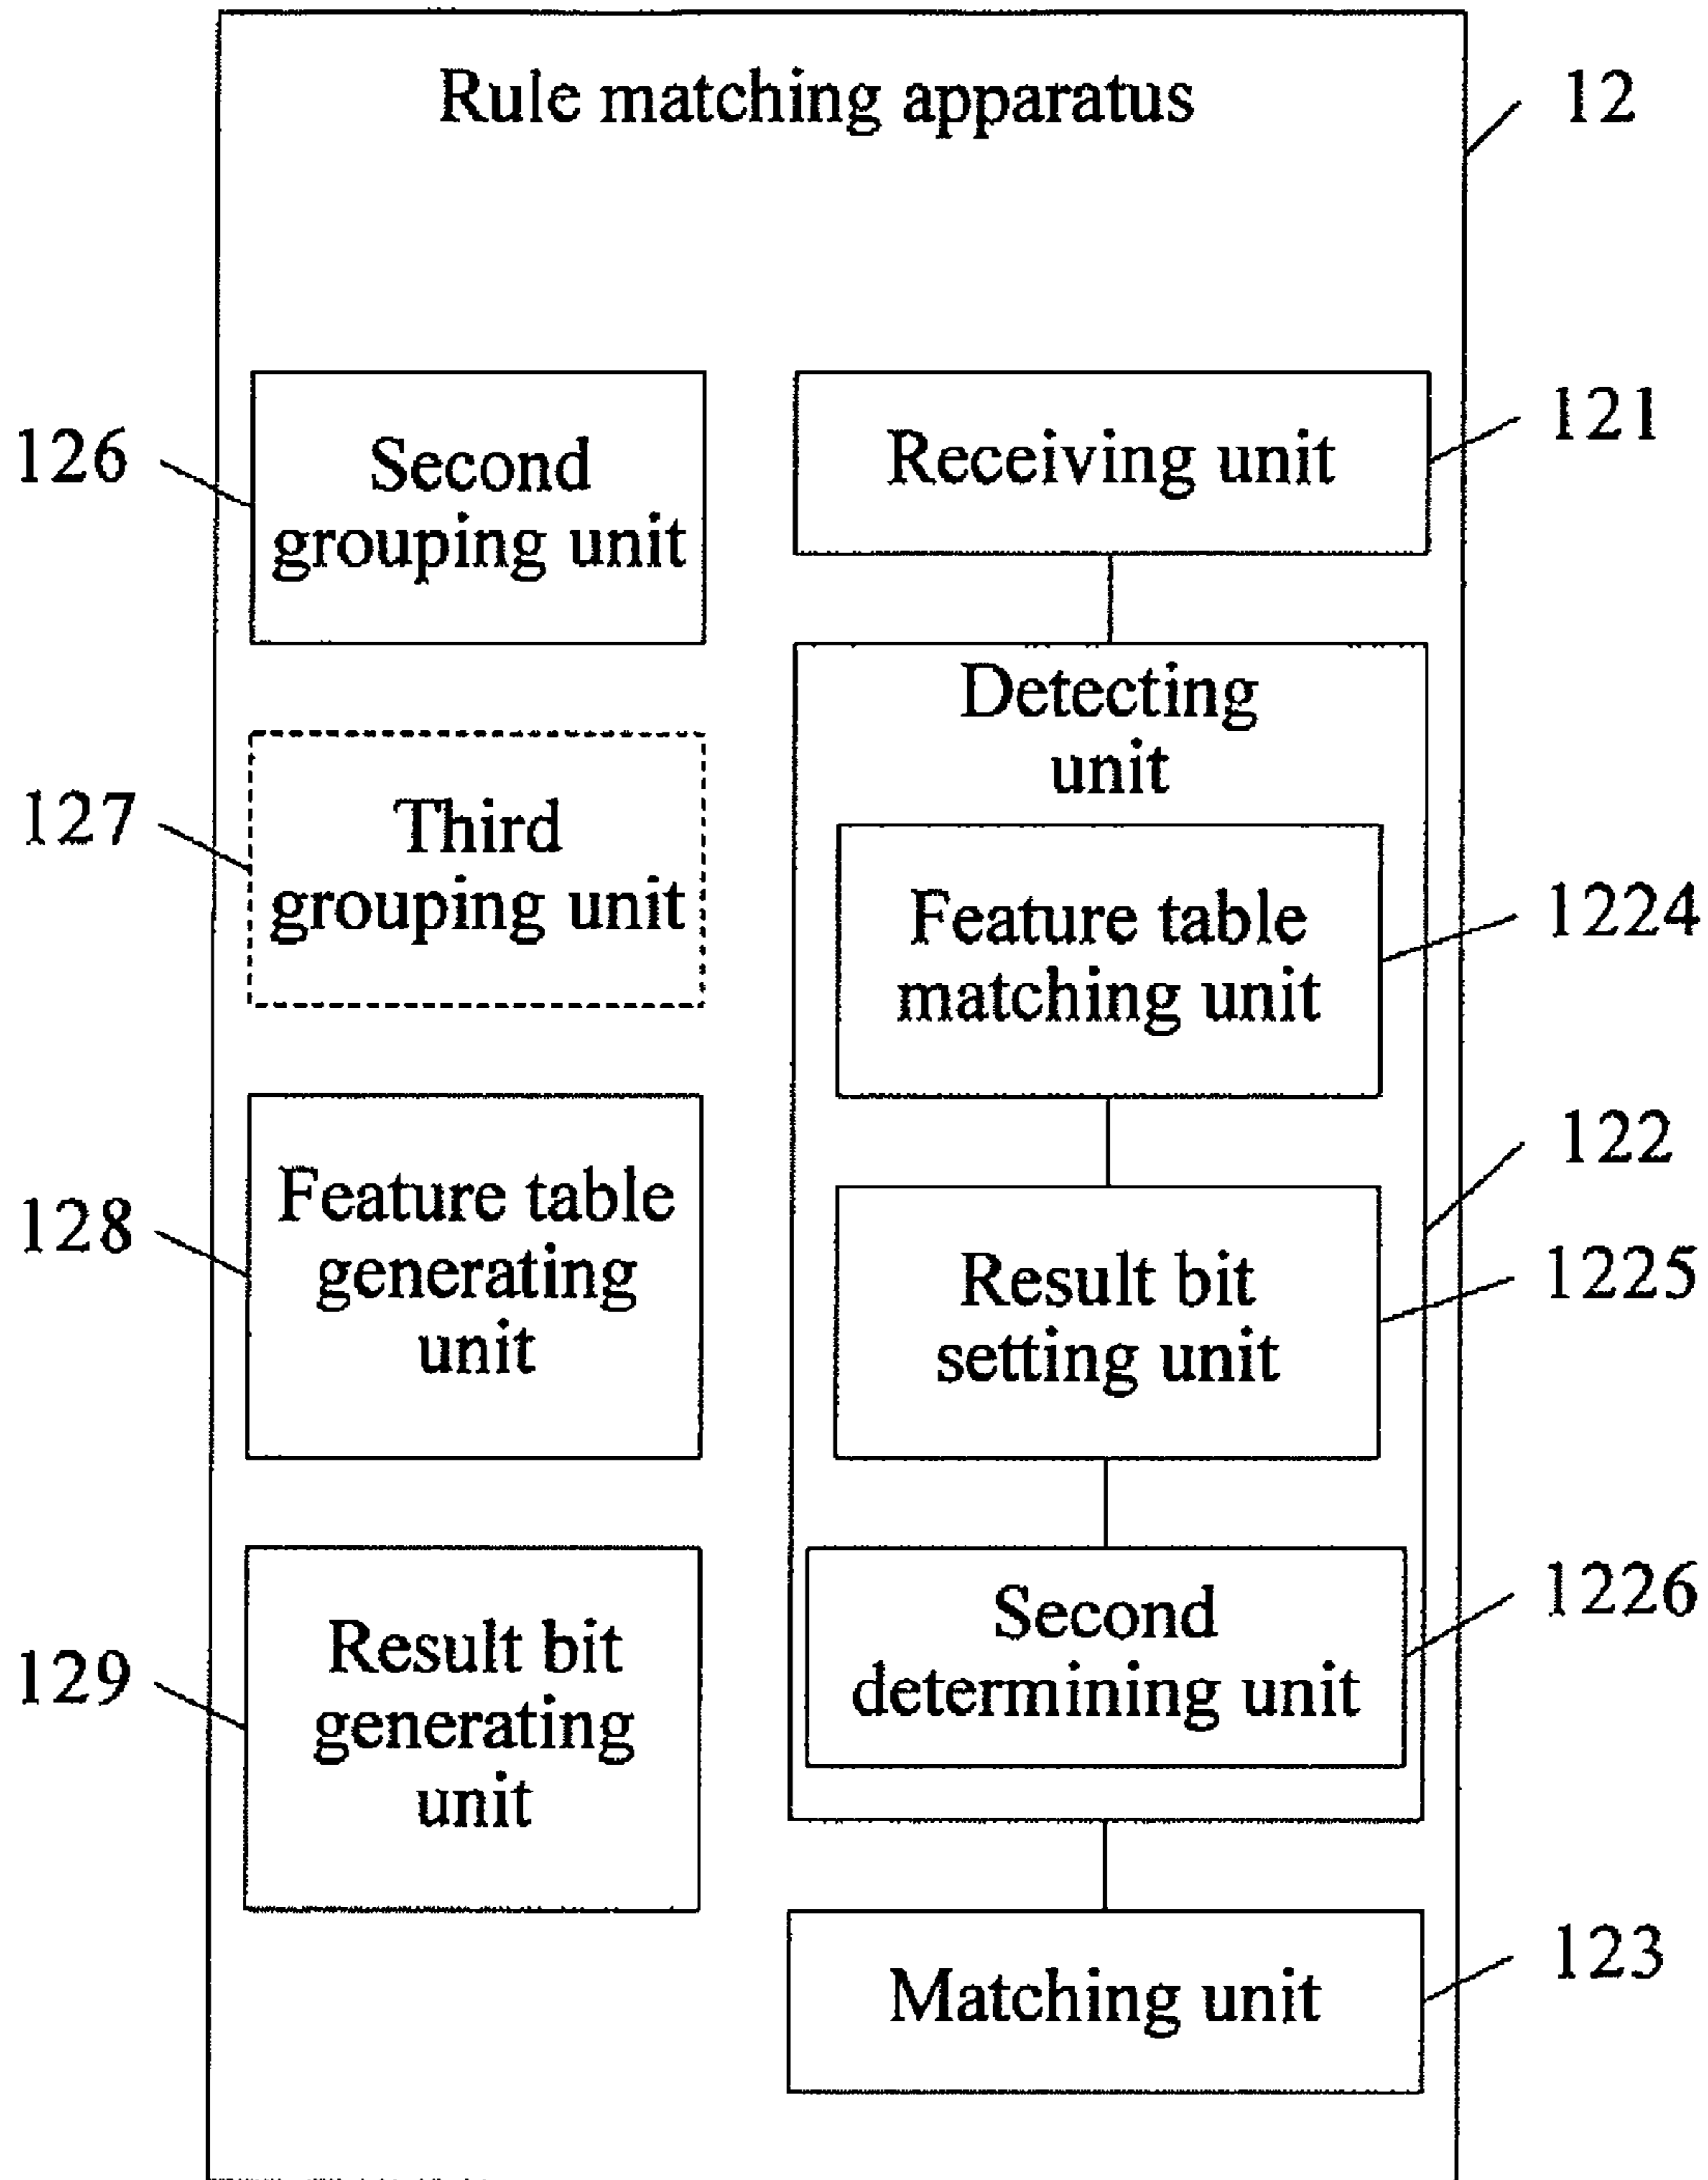 Rule matching apparatus
12
126
Second
grouping unit
Receiving unit
121
127
Third
grouping unit
Detecting
unit
Feature table
matching unit
1224
122
128
Feature table
generating
unit
Result bit
setting unit
1225
129
Result bit
generating
unit
Second
determining unit
1226
Matching unit
123